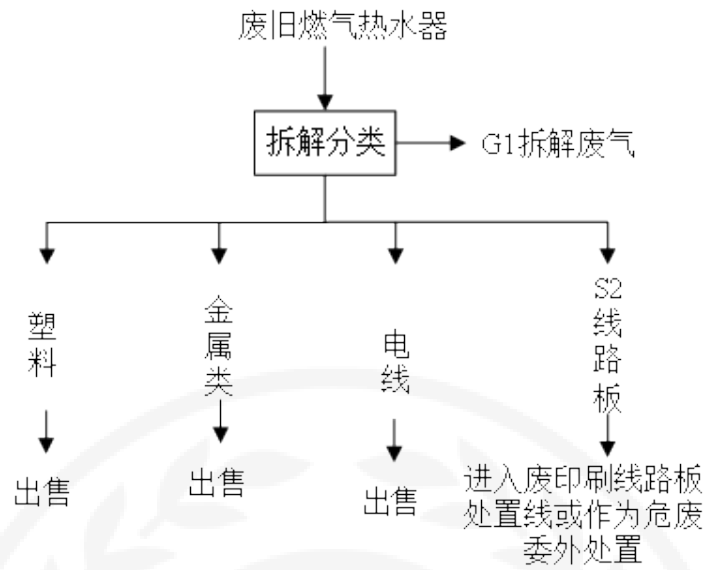 废旧燃气热水器
拆解分类
G1拆解废气
塑料
金属类
电线
S2线路板
出售
出售
出售
进入废印刷线路板
处置线或作为危废
委外处置